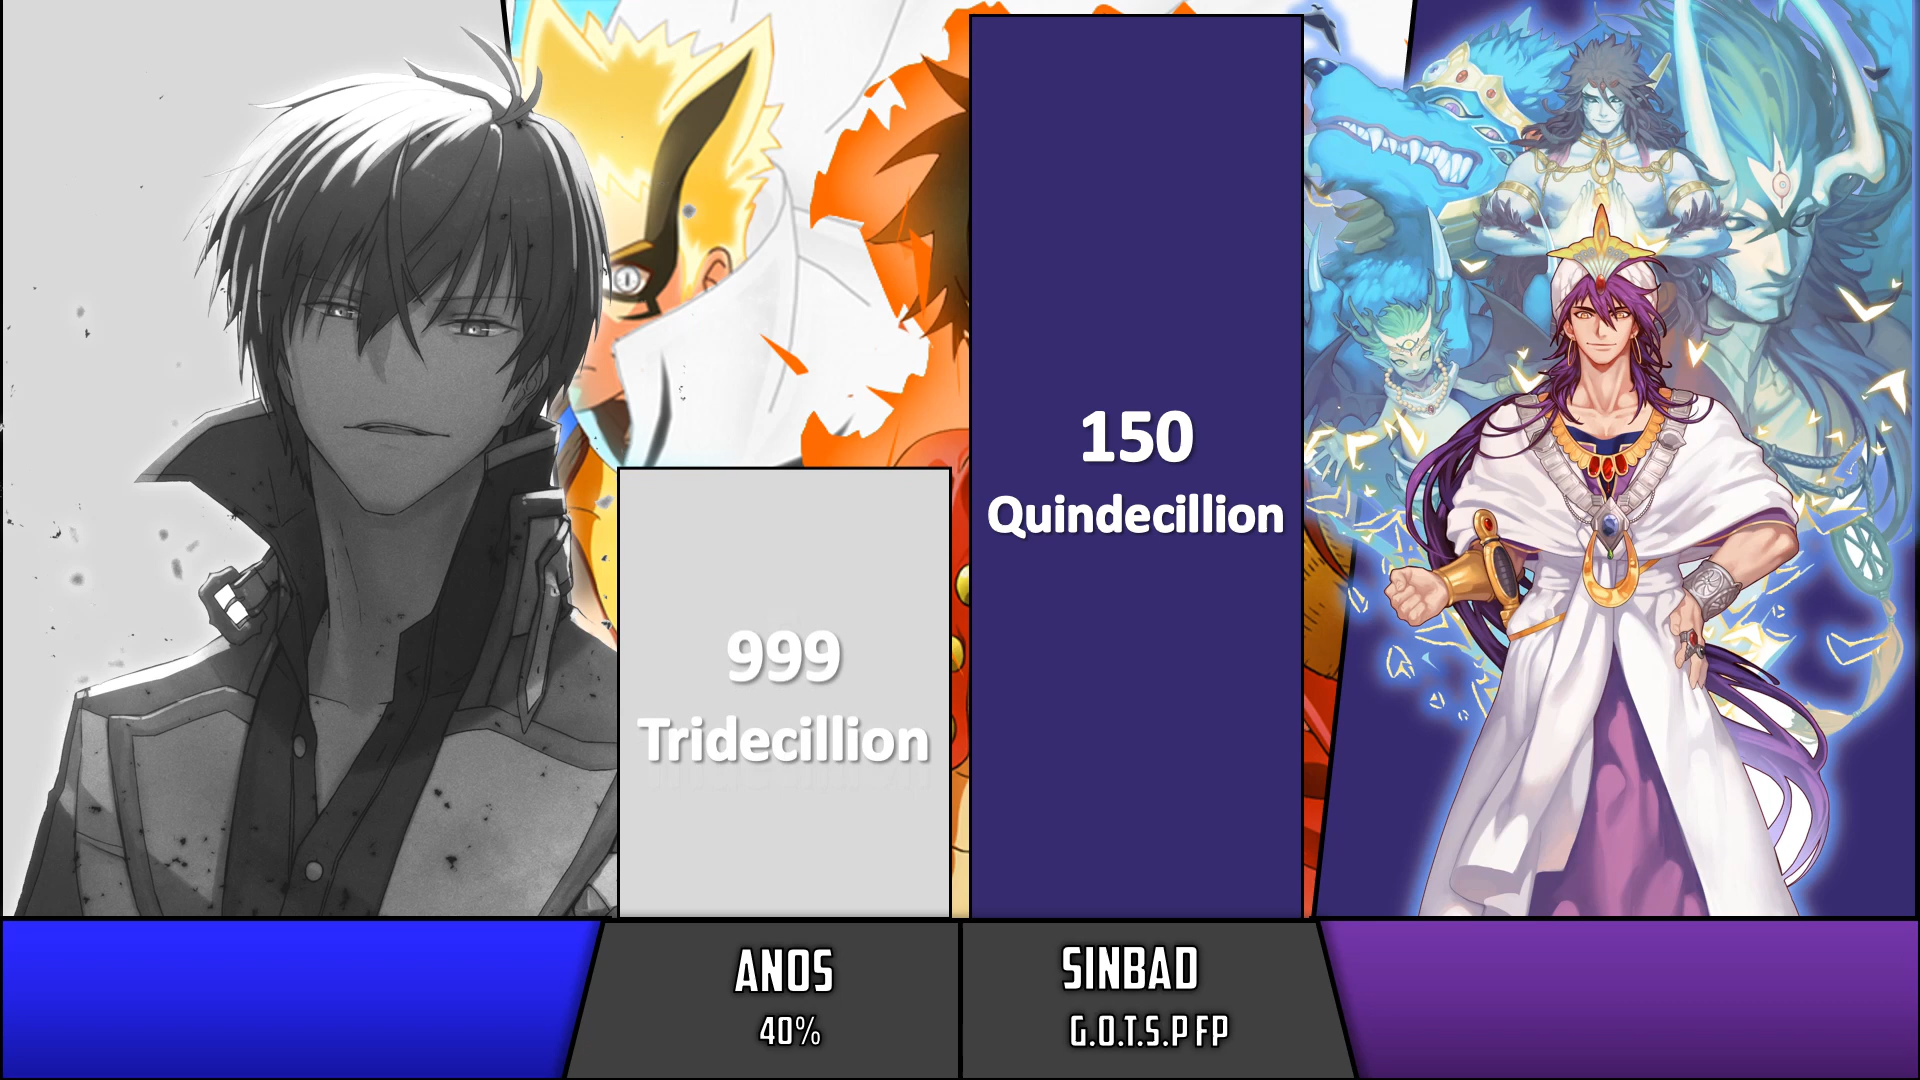 999
Tridecillion
150
Quindecillion
ANOS
40%
SINBAD
G.O.T.S.P FP